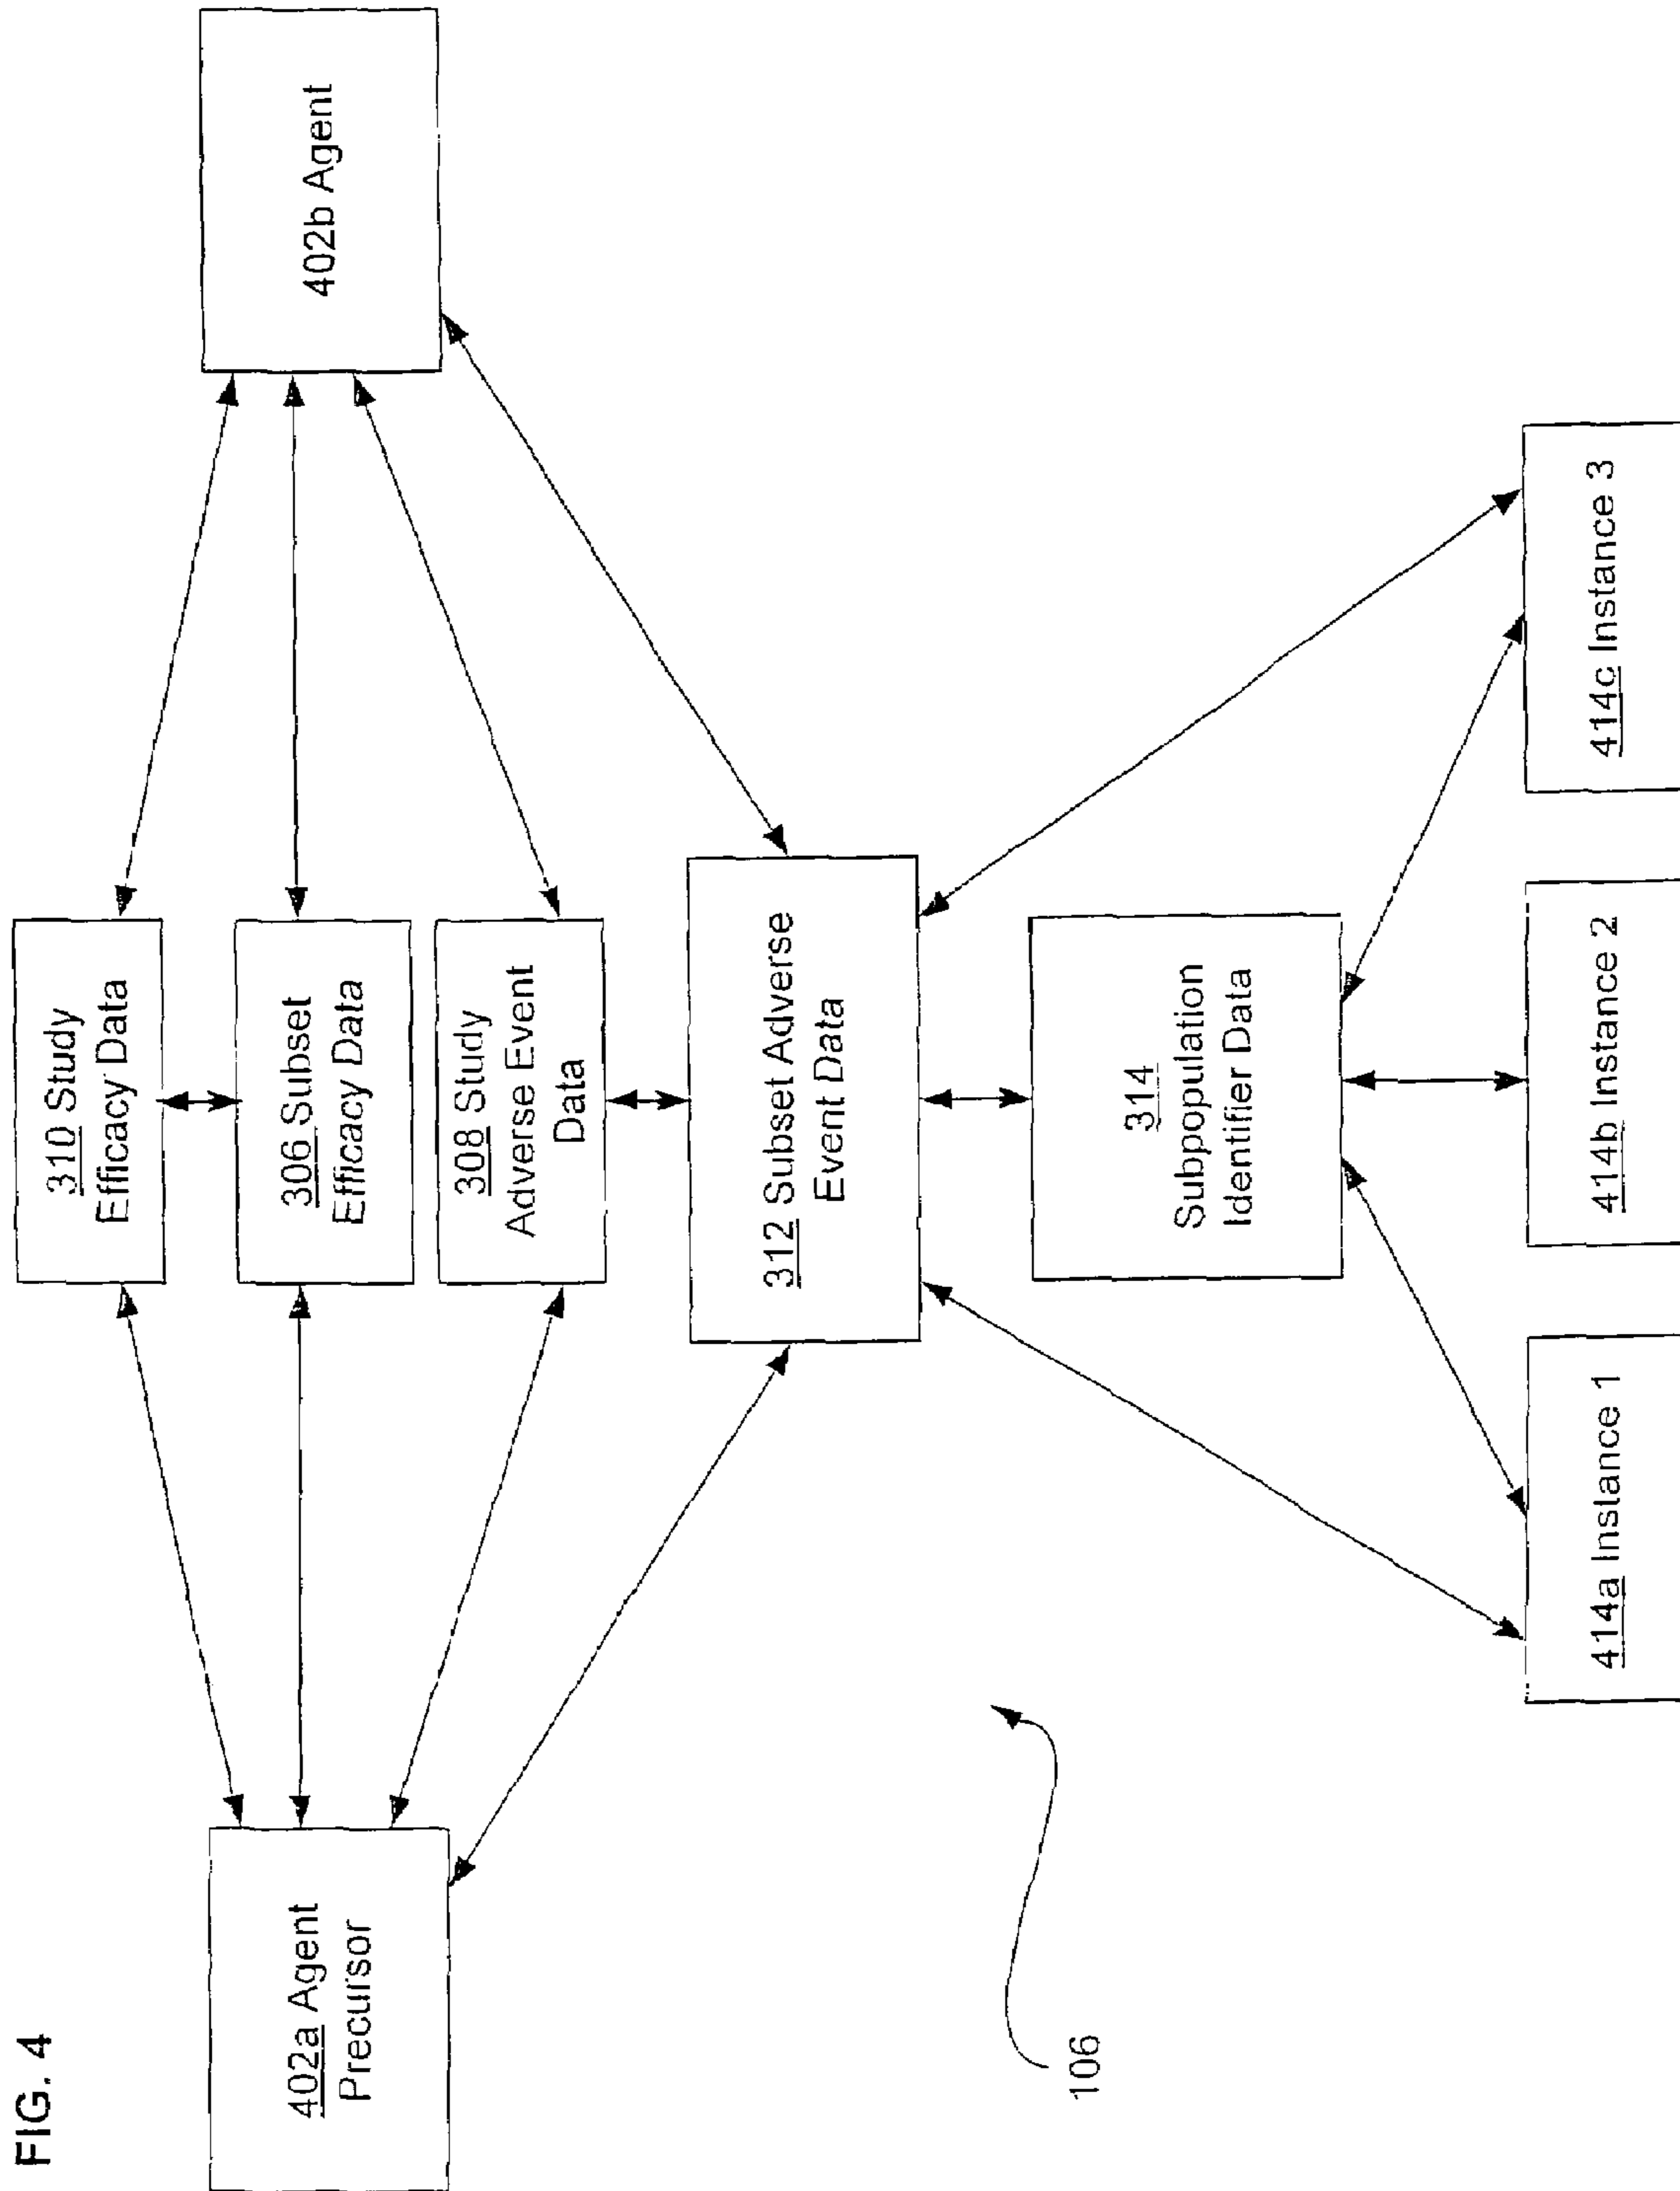 FIG. 4
310 Study
Efficacy Data
306 Subset
Efficacy Data
308 Study
Adverse Event
Data
402a Agent
Precursor
402b Agent
312 Subset Adverse
Event Data
314
Subpopulation
Identifier Data
106
414a Instance 1
414b Instance 2
414c Instance 3